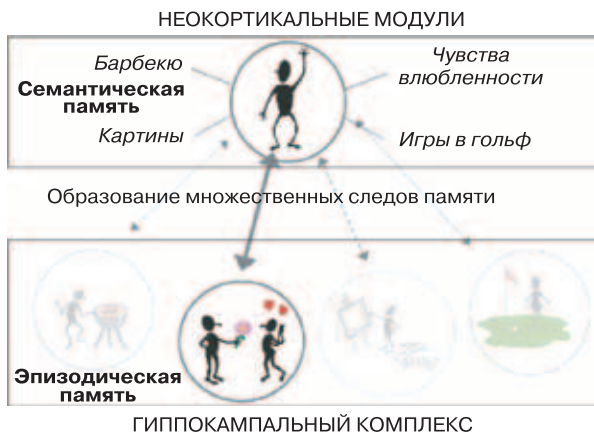 НЕОКОРТИКАЛЬНЫЕ МОДУЛИ
Барбекю
Чувства
влюбленности
Семантическая
память
Картины
Игры в гольф
Образование множественных следов памяти
Эпизодическая
память
ГИППОКАМПАЛЬНЫЙ КОМПЛЕКС